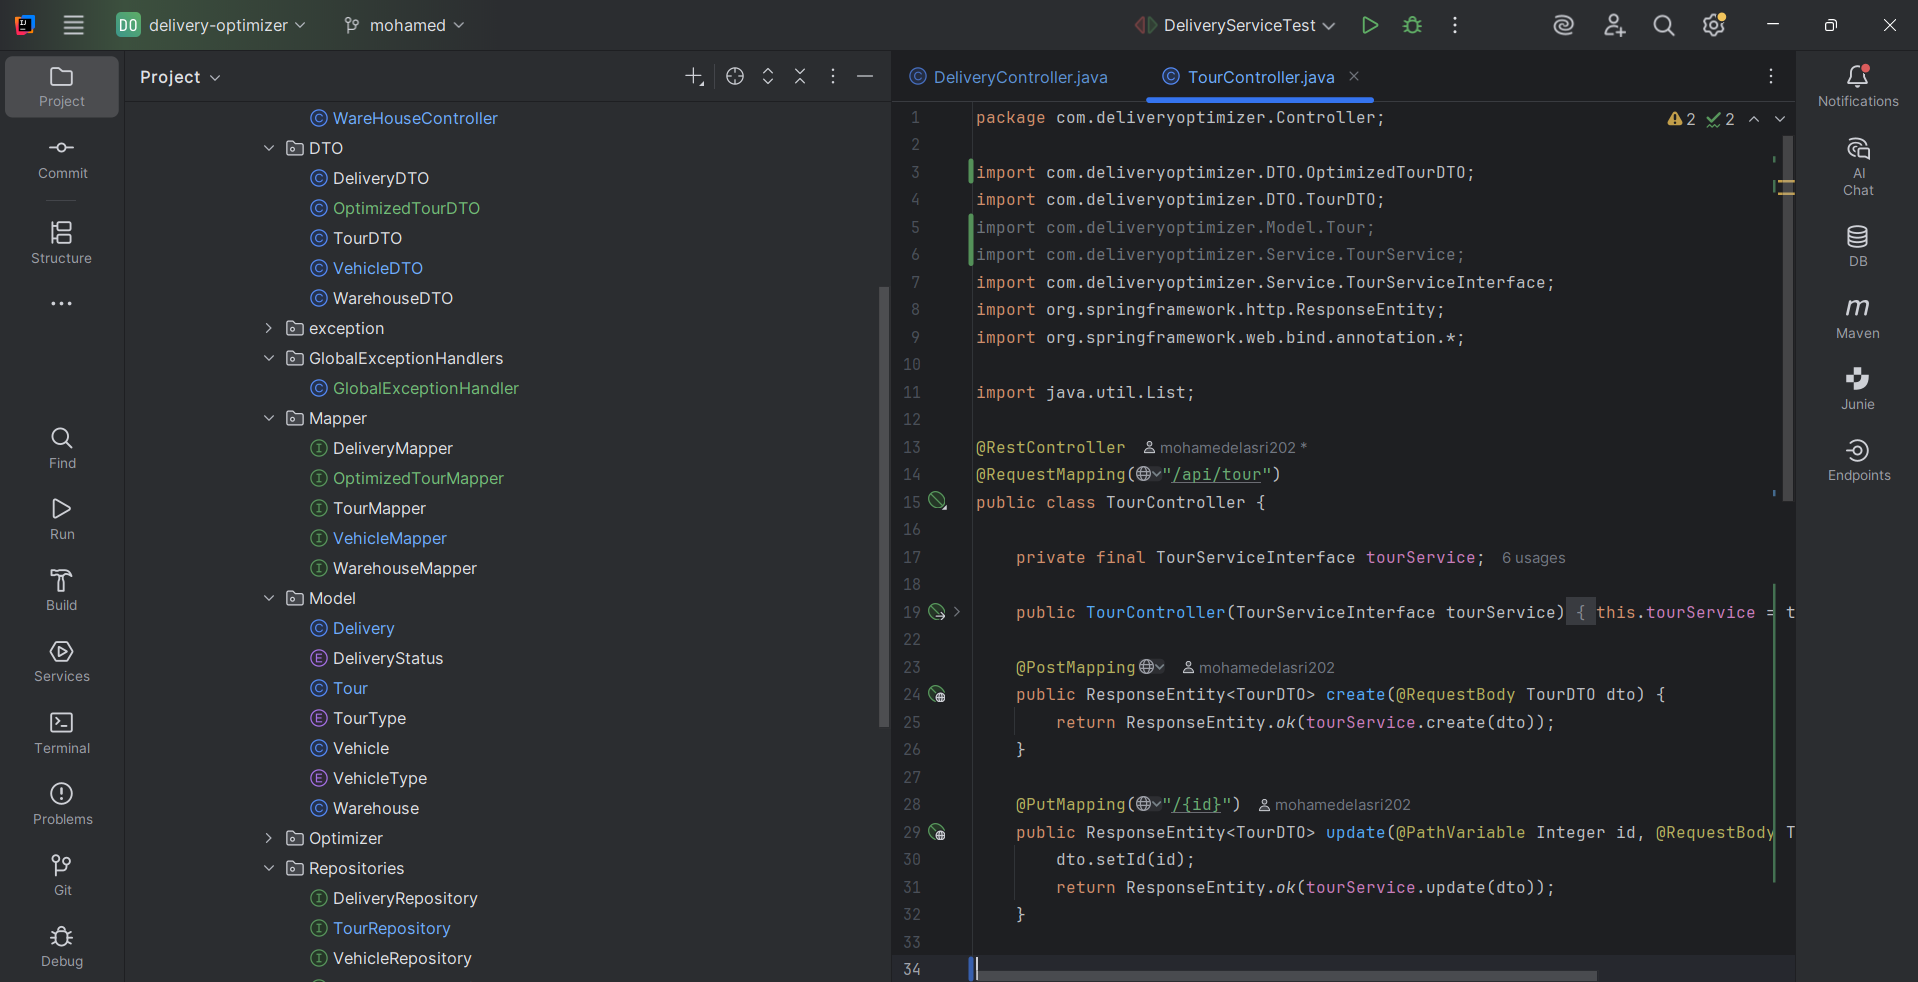 DO delivery-optimizer mohamed DeliveryServiceTest
Project
Commit
Structure
Find
Run
Build
Services
Terminal
Problems
Git
Debug
Project
WareHouseController
DTO
DeliveryDTO
OptimizedTourDTO
TourDTO
VehicleDTO
WarehouseDTO
exception
GlobalExceptionHandlers
GlobalExceptionHandler
Mapper
DeliveryMapper
OptimizedTourMapper
TourMapper
VehicleMapper
WarehouseMapper
Model
Delivery
DeliveryStatus
Tour
TourType
Vehicle
VehicleType
Warehouse
Optimizer
Repositories
DeliveryRepository
TourRepository
VehicleRepository
DeliveryController.java TourController.java
2 2
1 package com.deliveryoptimizer.Controller;
2
3 import com.deliveryoptimizer.DTO.OptimizedTourDTO;
4 import com.deliveryoptimizer.DTO.TourDTO;
5 import com.deliveryoptimizer.Model.Tour;
6 import com.deliveryoptimizer.Service.TourService;
7 import com.deliveryoptimizer.Service.TourServiceInterface;
8 import org.springframework.http.ResponseEntity;
9 import org.springframework.web.bind.annotation.*;
10
11 import java.util.List;
12
13 @RestController mohamedelasri202 *
14 @RequestMapping("/api/tour")
15 public class TourController {
16
17 private final TourServiceInterface tourService; 6 usages
18
19 public TourController(TourServiceInterface tourService) { this.tourService = t
22
23 @PostMapping mohamedelasri202
24 public ResponseEntity<TourDTO> create(@RequestBody TourDTO dto) {
25 return ResponseEntity.ok(tourService.create(dto));
26 }
27
28 @PutMapping("/{id}") mohamedelasri202
29 public ResponseEntity<TourDTO> update(@PathVariable Integer id, @RequestBody T
30 dto.setId(id);
31 return ResponseEntity.ok(tourService.update(dto));
32 }
33
34
Notifications
AI
Chat
DB
Maven
Junie
Endpoints